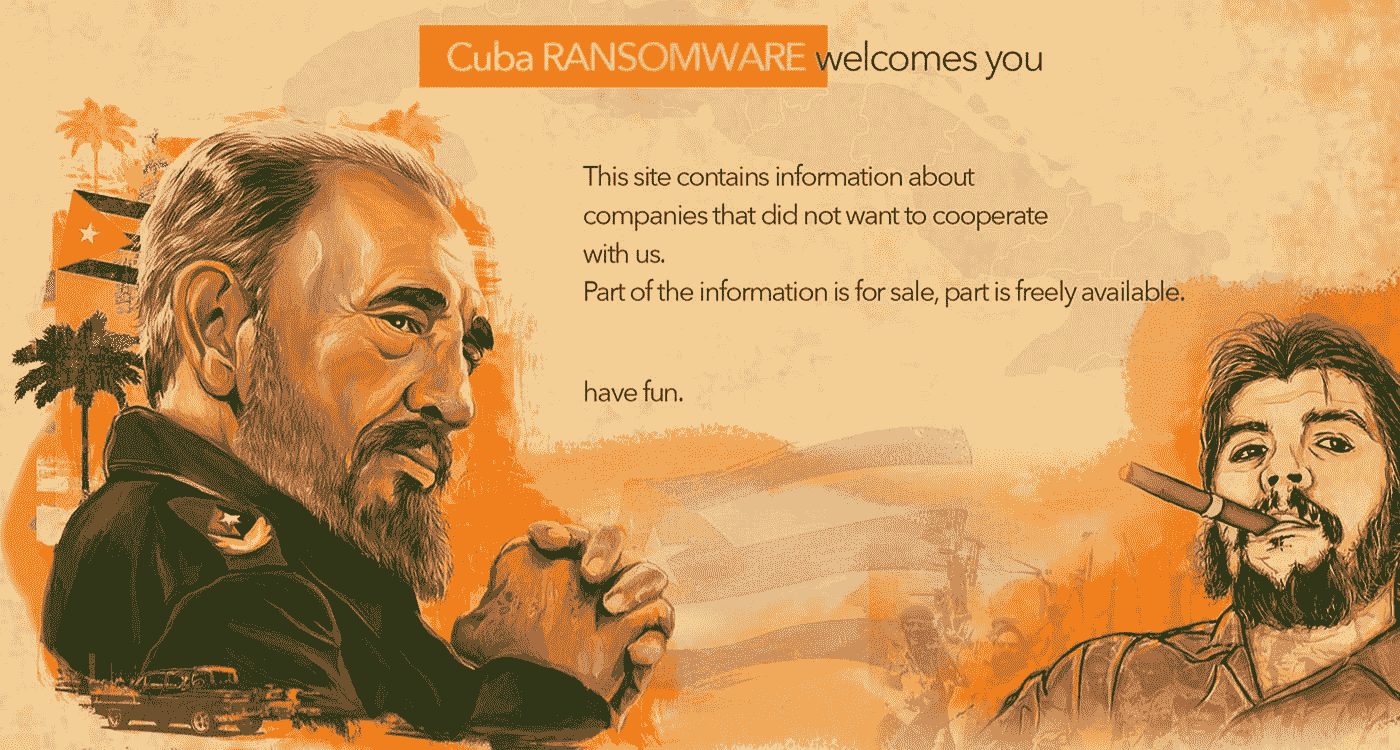 Cuba RANSOMWARE welcomes you
This site contains information about
companies that did not want to cooperate
with us.
Part of the information is for sale, part is freely available.
have fun.